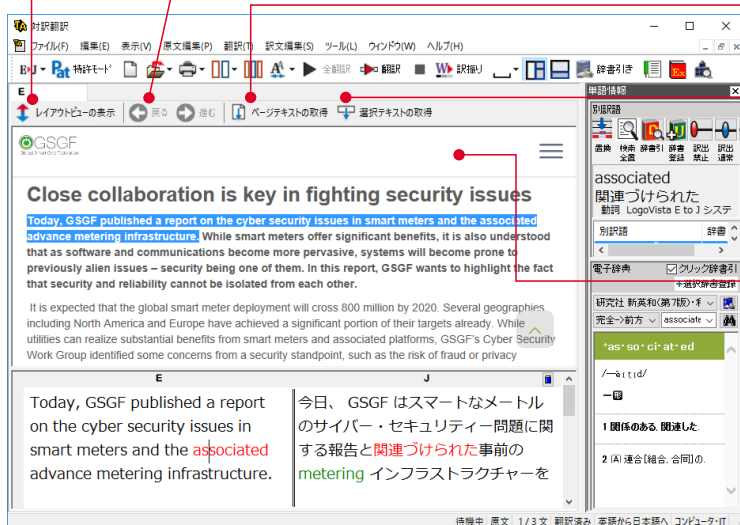 対訳翻訳
ファイル(F) 編集(E) 表示(V) 原文編集(P) 翻訳(T) 訳文編集(S) ツール(L) ウィンドウ(W) ヘルプ(H)
E›J Pat 特許モード 全翻訳 翻訳 訳振り 辞書引き
E
レイアウトビューの表示 戻る 進む ページテキストの取得 選択テキストの取得
GSGF
Global Smart Grid Federation
Close collaboration is key in fighting security issues
Today, GSGF published a report on the cyber security issues in smart meters and the associated
advance metering infrastructure. While smart meters offer significant benefits, it is also understood
that as software and communications become more pervasive, systems will become prone to
previously alien issues – security being one of them. In this report, GSGF wants to highlight the fact
that security and reliability cannot be isolated from each other.
It is expected that the global smart meter deployment will cross 800 million by 2020. Several geographies
including North America and Europe have achieved a significant portion of their targets already. While
utilities can realize substantial benefits from smart meters and associated platforms, GSGF's Cyber Security
Work Group identified some concerns from a security standpoint, such as the risk of fraud or privacy
E
Today, GSGF published a report
on the cyber security issues in
smart meters and the associated
advance metering infrastructure.
J
今日、 GSGF はスマートなメートル
のサイバー・セキュリティー問題に関
する報告と関連づけられた事前の
metering インフラストラクチャーを
単語情報
別訳語
置換 検索全置 辞書引 辞書登録 訳出禁止 訳出通常
associated
関連づけられた
動詞 LogoVista E to J システ
別訳語 辞書
電子辞典 クリック辞書引
+選択辞書登録
研究社 新英和(第7版)・
完全->前方 associate
as·so·ci·at·ed
―形
1 関係のある, 関連した.
2 [A] 連合[組合, 合同]の.
待機中 原文 1/3文 翻訳済み 英語から日本語へ コンピュータ・IT